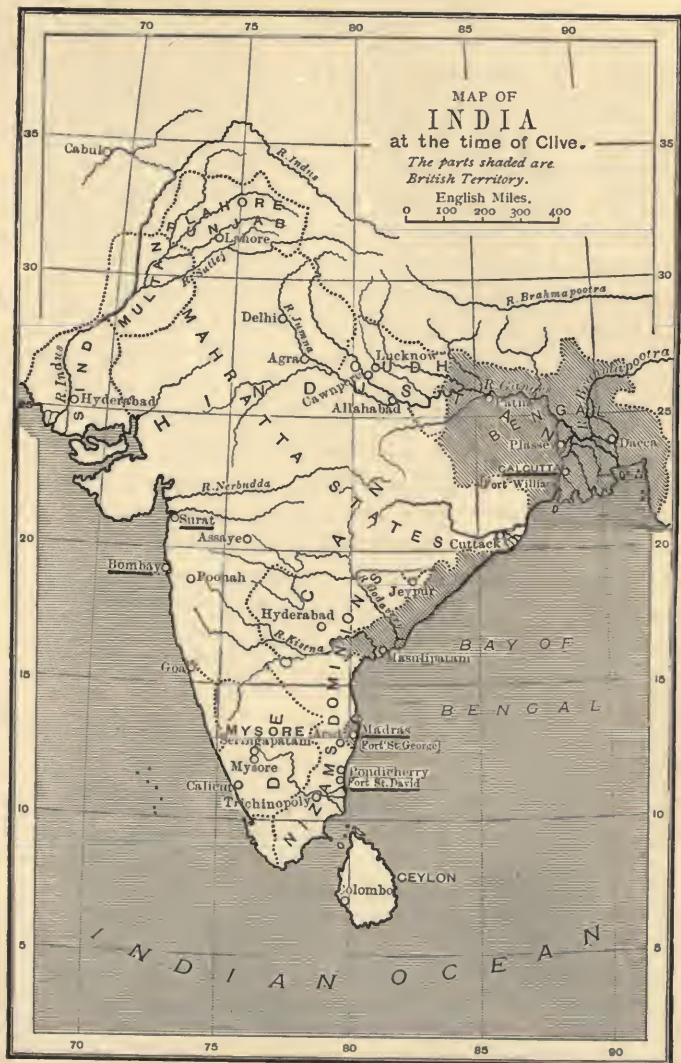 70
75
80
85
90
MAP OF
INDIA
at the time of Clive.
The parts shaded are
British Territory.
English Miles.
0 100 200 300 400
35
35
Cabul
R. Indus
LAHORE
PUNJAB
Lahore
MULTAN
R. Sutlej
30
30
R. Brahmapootra
Delhi
R. Jumna
MAHRATTA STATES
SIND
R. Indus
Agra
Lucknow
OUDH
Cawnpore
HINDUSTAN
Hyderabad
Allahabad
R. Ganges
Patna
Brahmapootra
25
25
BENGAL
Plassey
Dacca
CALCUTTA
Fort William
R. Nerbudda
Surat
Assaye
Cuttack
20
20
Bombay
Poonah
Jeypur
R. Godavery
Hyderabad
DECCAN
R. Kistna
NIZAMS DOMINIONS
BAY OF
BENGAL
15
15
Goa
Masulipatam
MYSORE
Arcot
Madras
Fort St. George
Seringapatam
Mysore
Pondicherry
Fort St. David
Calicut
Trichinopoly
10
10
CEYLON
Colombo
5
5
INDIAN OCEAN
70
75
80
85
90